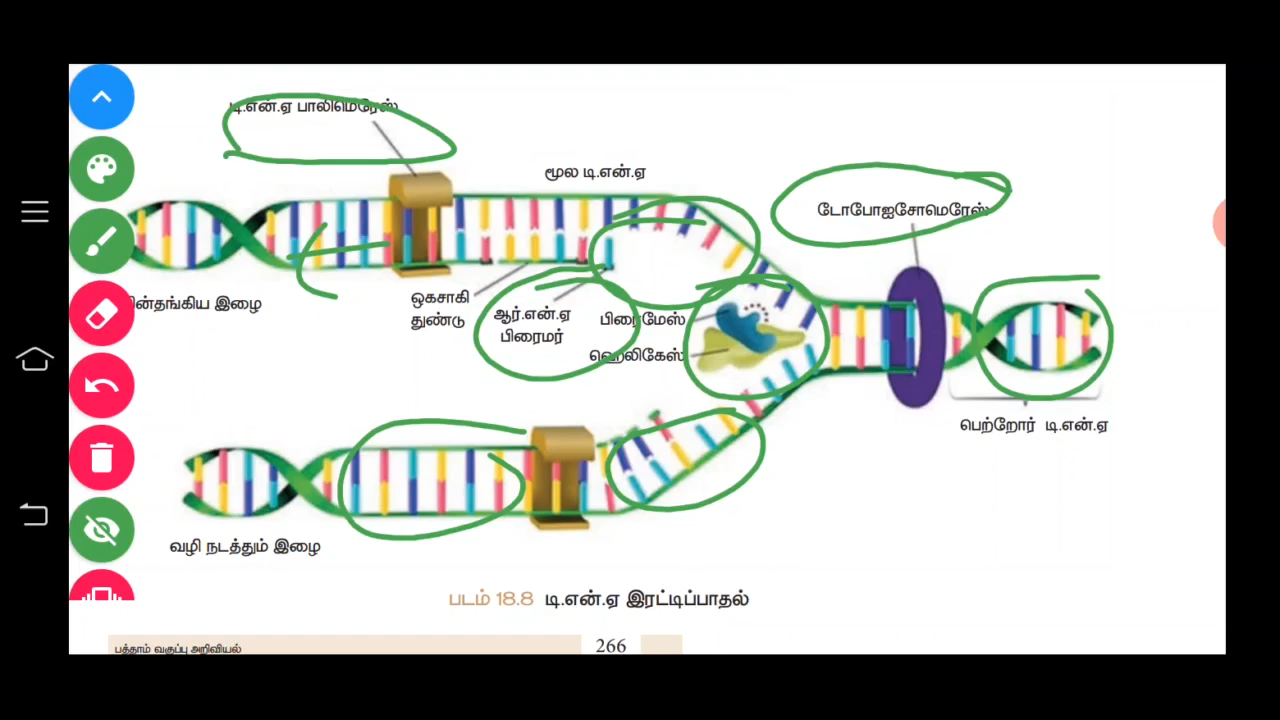 டி.என்.ஏ பாலிமெரேஸ்
மூல டி.என்.ஏ
டோபோஐசோமெரேஸ்
இழை
ஒகசாகி
துண்டு
ஆர்.என்.ஏ
பிரைமர்
பிரைமேஸ்
ஹெலிகேஸ்
பெற்றோர் டி.என்.ஏ
வழி நடத்தும் இழை
படம் 18.8 டி.என்.ஏ இரட்டிப்பாதல்
பத்தாம் வகுப்பு அறிவியல்
266